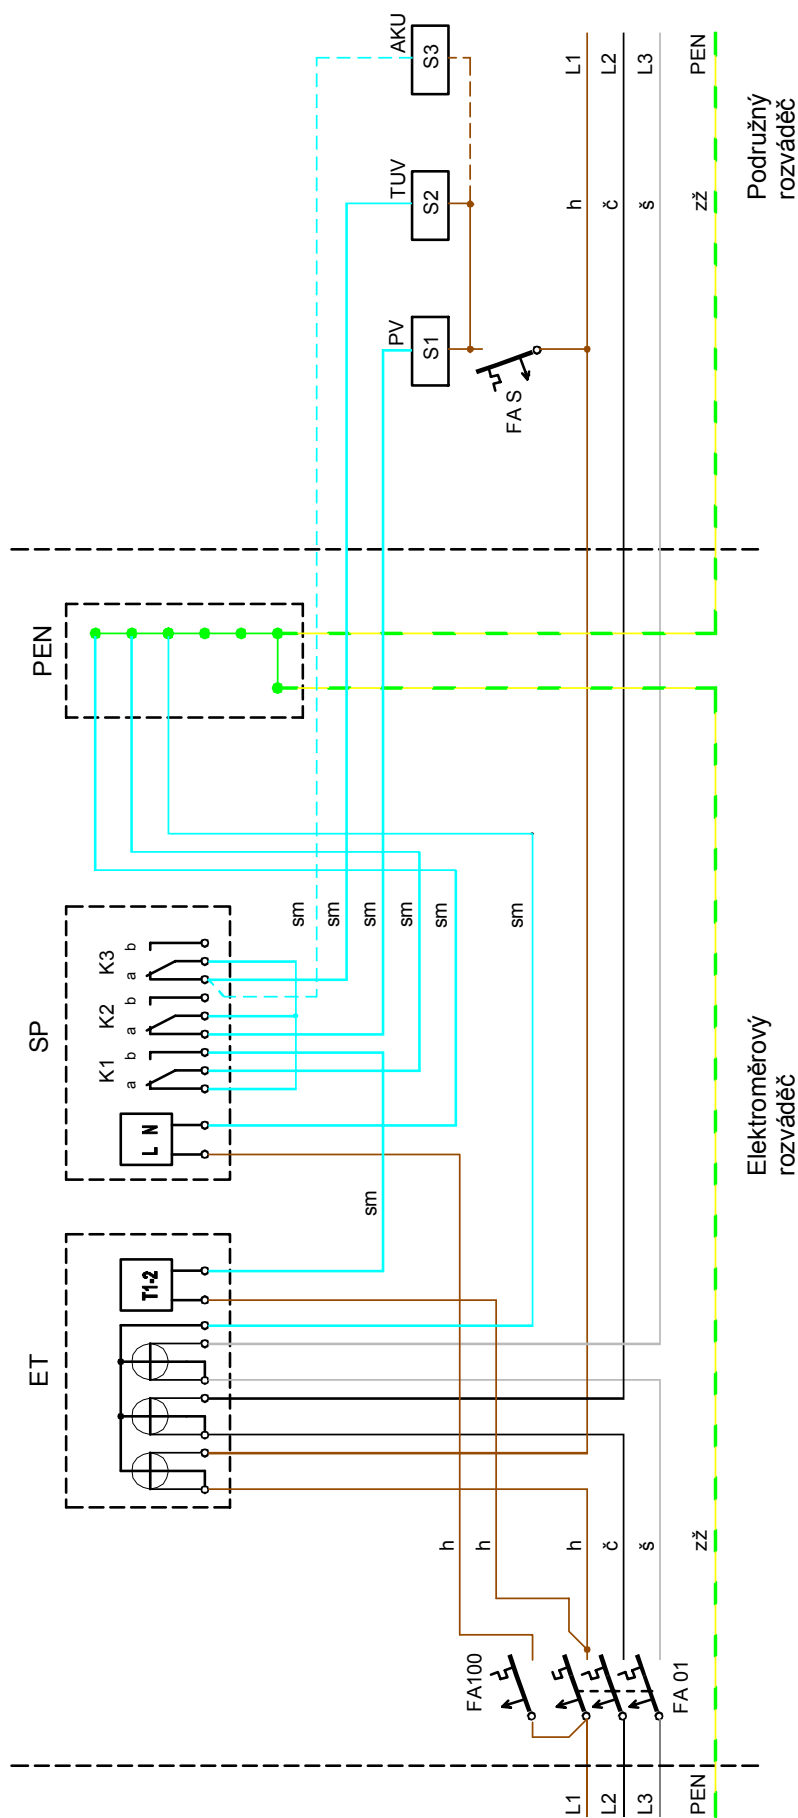 ET
SP
PEN
T1-2
L N
K1
a
b
K2
a
b
K3
a
b
sm
sm
sm
sm
sm
sm
sm
PV
S1
TUV
S2
AKU
S3
FA S
FA100
FA 01
h
h
h
č
š
zž
h
č
š
zž
L1
L2
L3
PEN
L1
L2
L3
PEN
Elektroměrový
rozváděč
Podružný
rozváděč